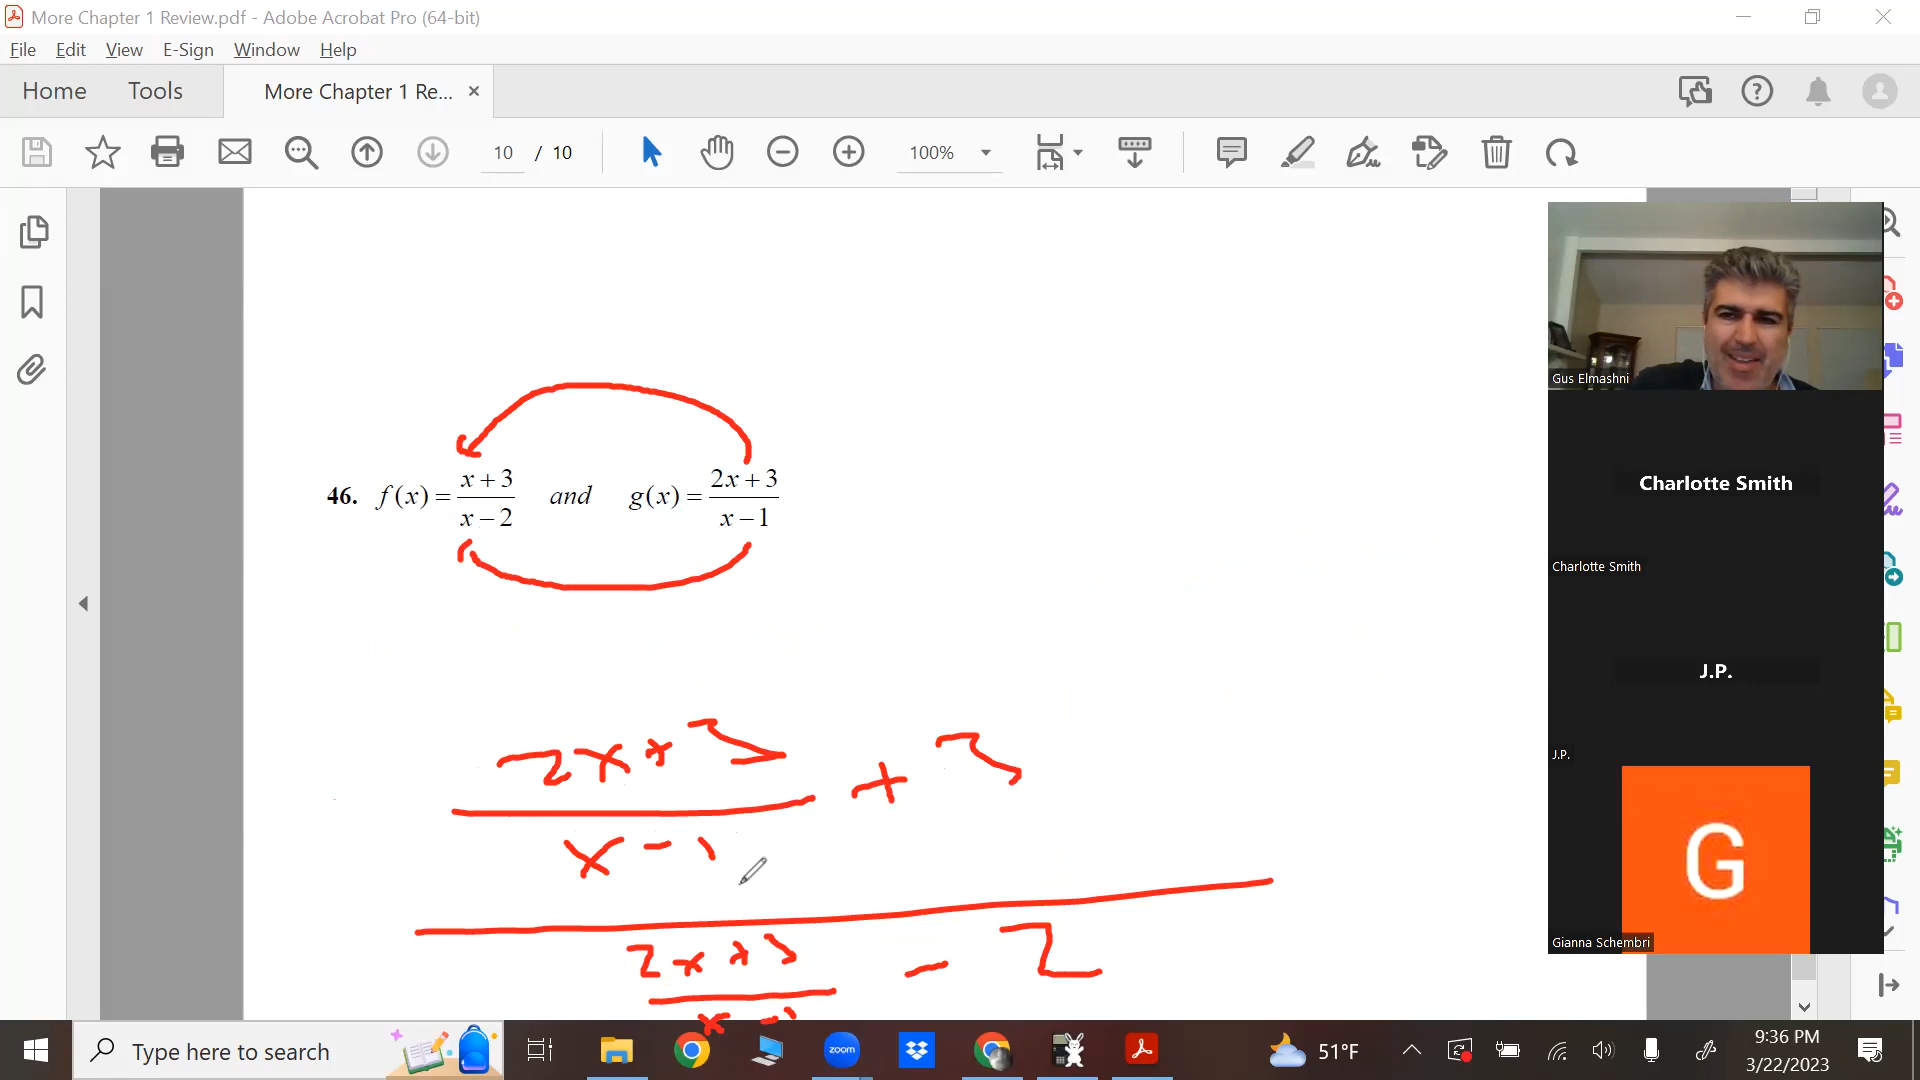 More Chapter 1 Review.pdf - Adobe Acrobat Pro (64-bit)
File Edit View E-Sign Window Help
Home Tools More Chapter 1 Re... ×
10 / 10 100%
46. f(x) = (x + 3)/(x − 2) and g(x) = (2x + 3)/(x − 1)
2x + 3
+ 3
x - 1
2x + 3
- 2
x - 1
Gus Elmashni
Charlotte Smith
Charlotte Smith
J.P.
J.P.
G
Gianna Schembri
Type here to search
zoom
51°F
9:36 PM
3/22/2023